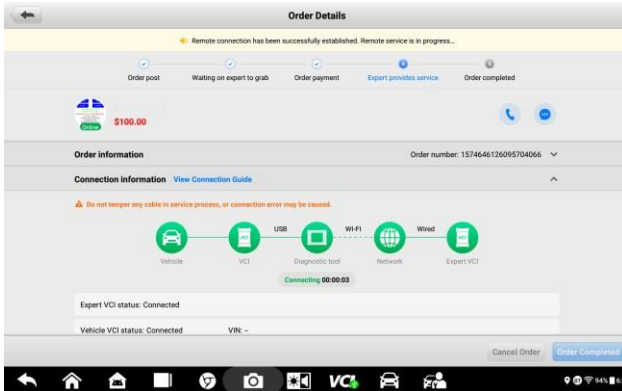 Order Details
Remote connection has been successfully established. Remote service is in progress...
Order post
Waiting on expert to grab
Order payment
Expert provides service
Order completed
Online
$100.00
Order information
Order number: 1574646126095704066
Connection information View Connection Guide
Do not temper any cable in service process, or connection error may be caused.
VCI
USB
WI-FI
Wired
VCI
Vehicle
VCI
Diagnostic tool
Network
Expert VCI
Connecting 00:00:03
Expert VCI status: Connected
Vehicle VCI status: Connected VIN: --
Cancel Order
Order Completed
VCI
94%